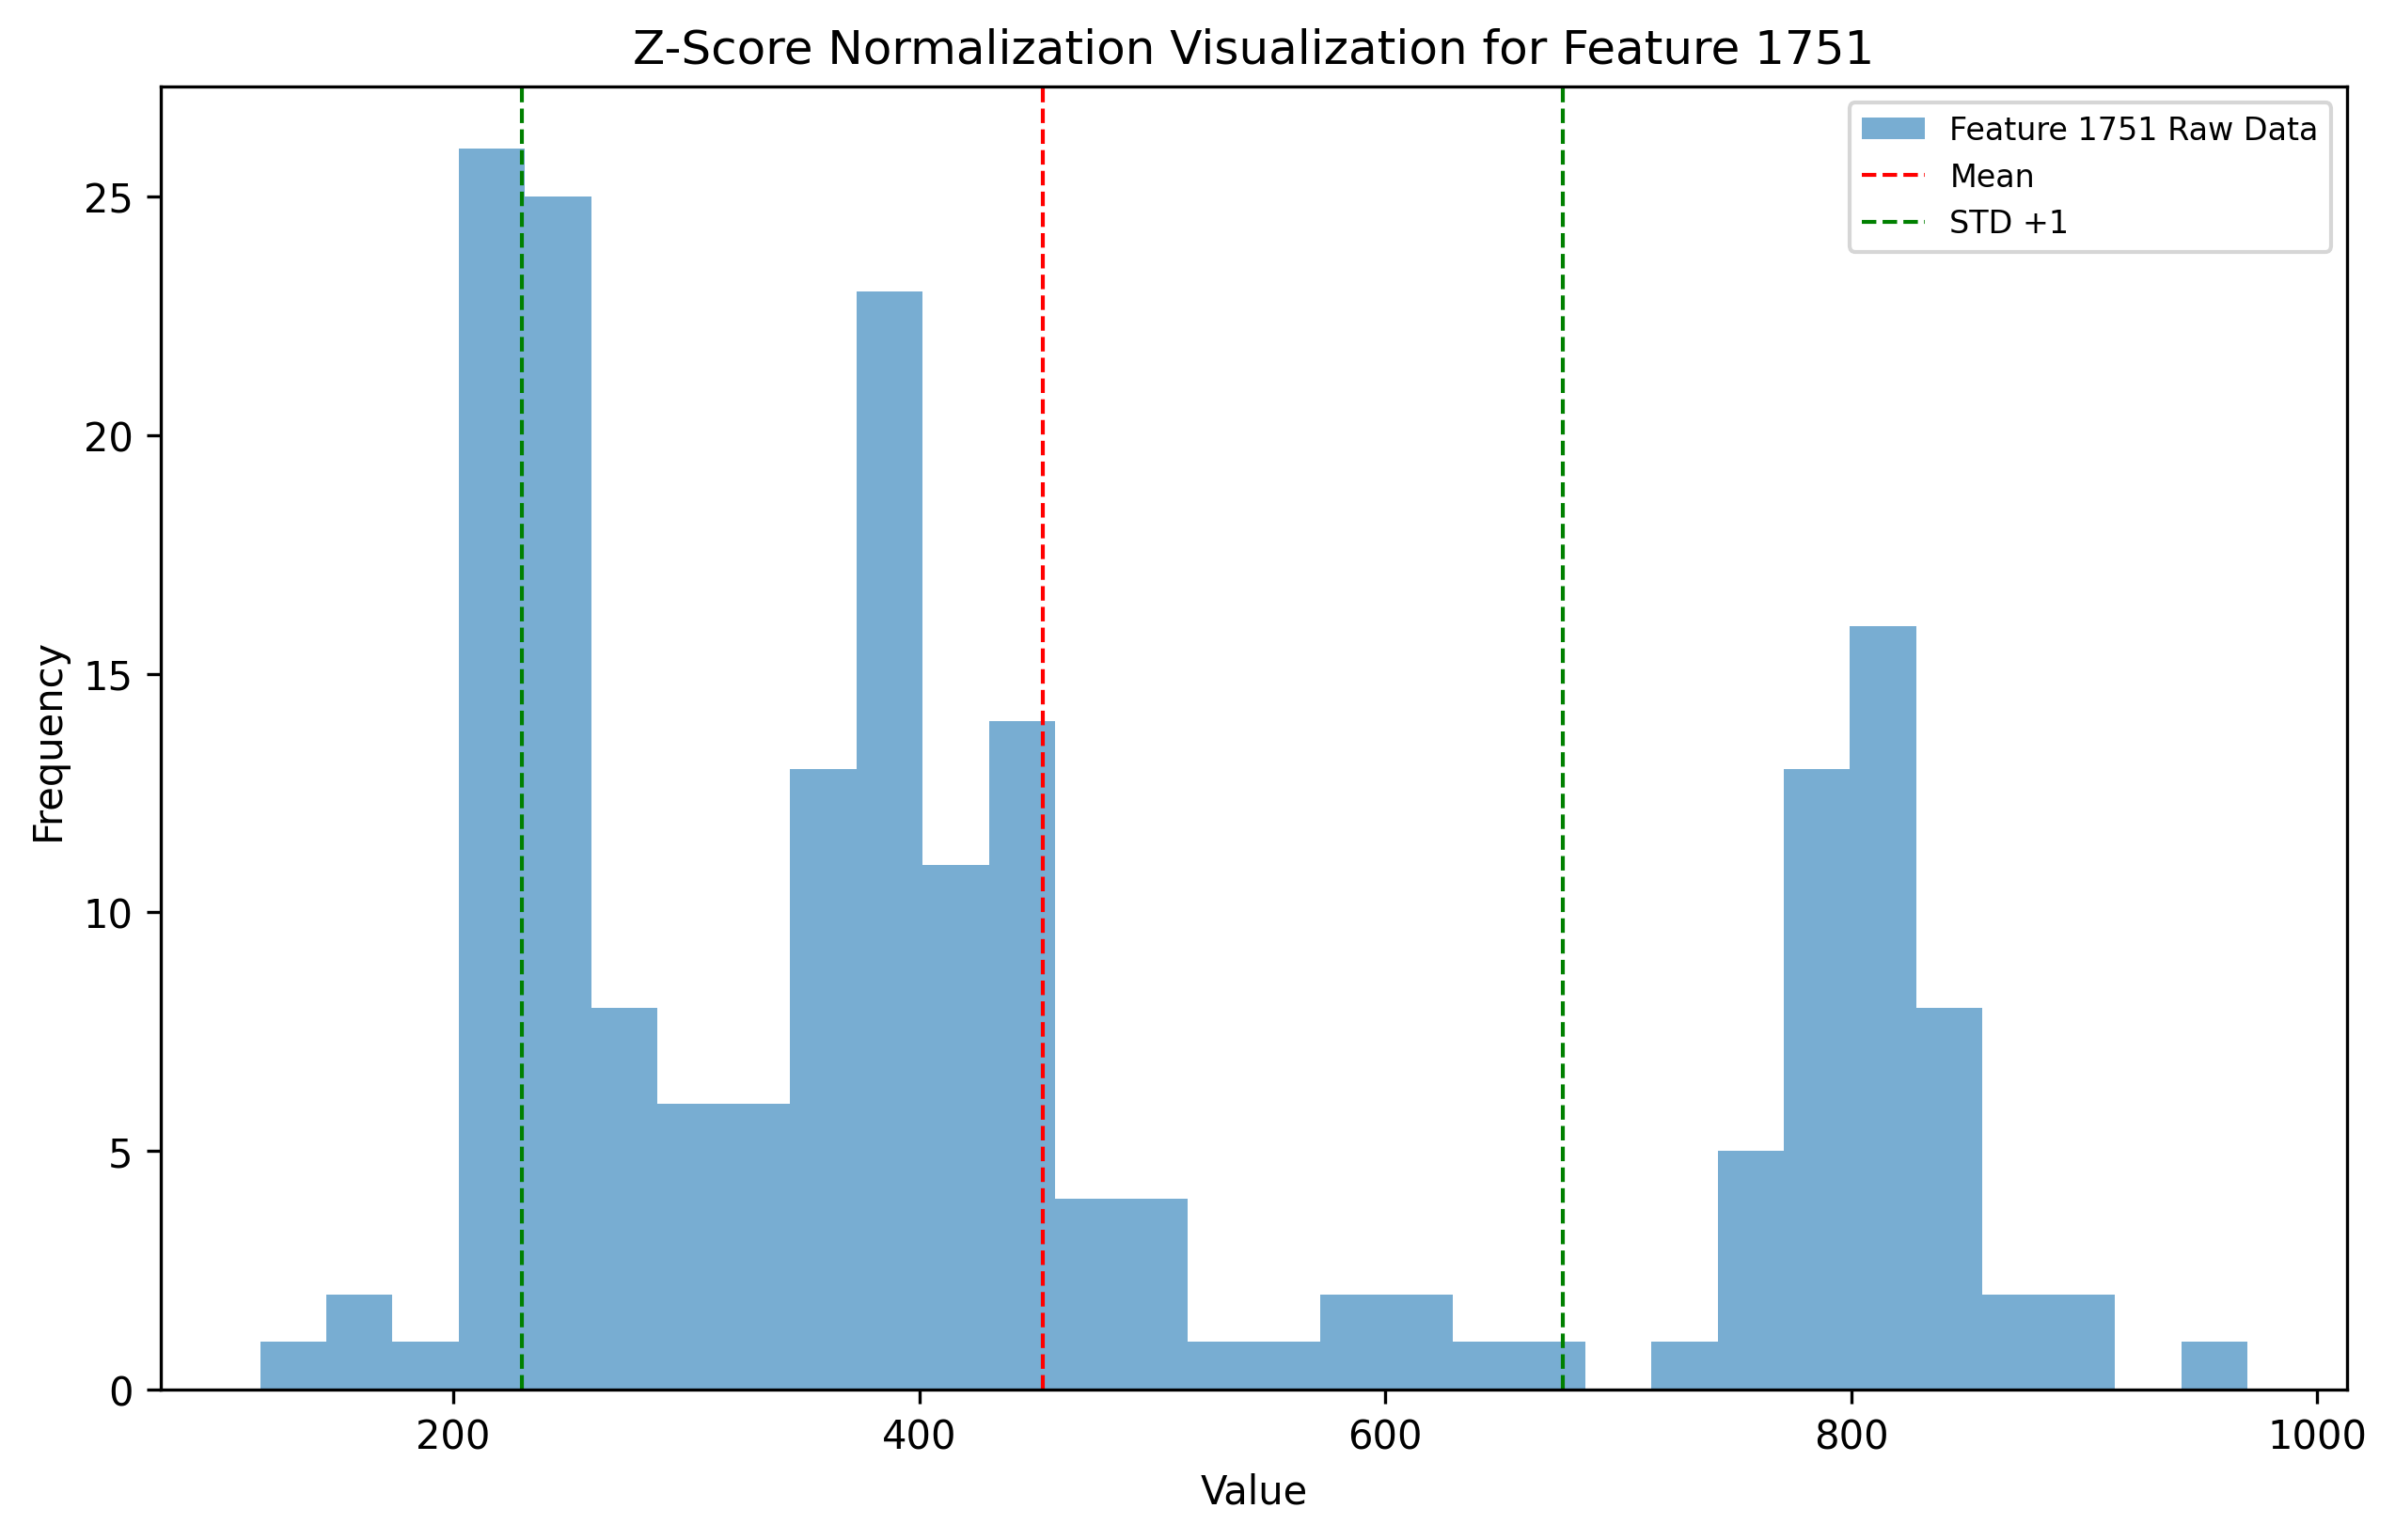 Z-Score Normalization Visualization for Feature 1751
Feature 1751 Raw Data
Mean
STD +1
25
20
15
10
5
0
Frequency
200 400 600 800 1000
Value